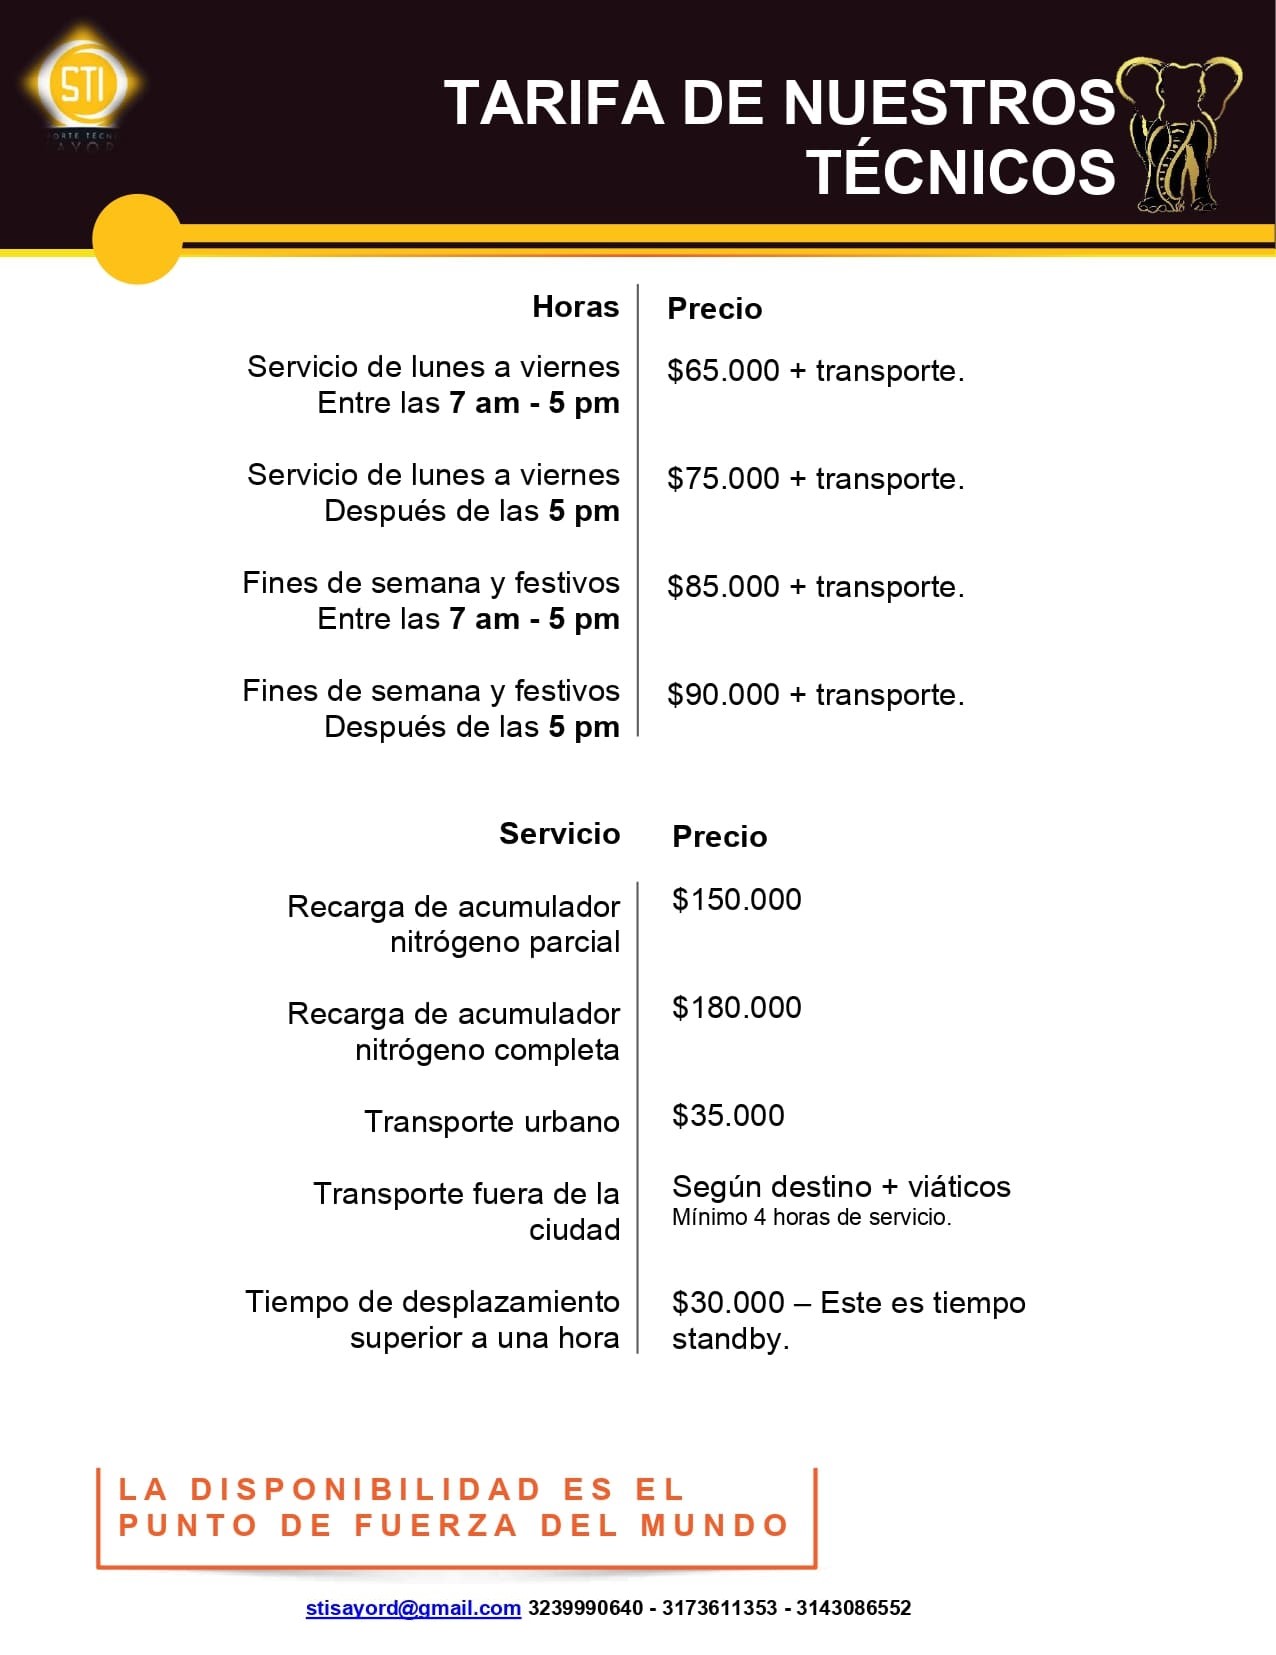 STI
TARIFA DE NUESTROS
TÉCNICOS
Horas
Precio
Servicio de lunes a viernes
Entre las 7 am - 5 pm
$65.000 + transporte.
Servicio de lunes a viernes
Después de las 5 pm
$75.000 + transporte.
Fines de semana y festivos
Entre las 7 am - 5 pm
$85.000 + transporte.
Fines de semana y festivos
Después de las 5 pm
$90.000 + transporte.
Servicio
Precio
Recarga de acumulador
nitrógeno parcial
$150.000
Recarga de acumulador
nitrógeno completa
$180.000
Transporte urbano
$35.000
Transporte fuera de la
ciudad
Según destino + viáticos
Mínimo 4 horas de servicio.
Tiempo de desplazamiento
superior a una hora
$30.000 – Este es tiempo
standby.
LA DISPONIBILIDAD ES EL
PUNTO DE FUERZA DEL MUNDO
stisayord@gmail.com 3239990640 - 3173611353 - 3143086552